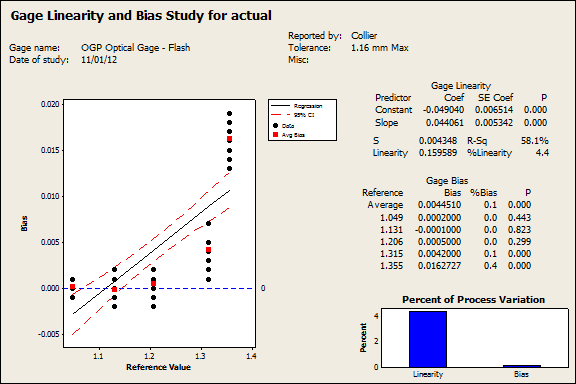 Gage Linearity and Bias Study for actual
Reported by: Collier
Gage name: OGP Optical Gage - Flash
Tolerance: 1.16 mm Max
Date of study: 11/01/12
Misc:
Gage Linearity
Predictor Coef SE Coef P
Constant -0.049040 0.006514 0.000
Slope 0.044061 0.005342 0.000
S 0.004348 R-Sq 58.1%
Linearity 0.159589 %Linearity 4.4
Gage Bias
Reference Bias %Bias P
Average 0.0044510 0.1 0.000
1.049 0.0002000 0.0 0.443
1.131 -0.0001000 0.0 0.823
1.206 0.0005000 0.0 0.299
1.315 0.0042000 0.1 0.000
1.355 0.0162727 0.4 0.000
Regression
95% CI
Data
Avg Bias
0.020
0.015
0.010
0.005
0.000
-0.005
Bias
0
1.1 1.2 1.3 1.4
Reference Value
Percent of Process Variation
4
2
0
Percent
Linearity Bias